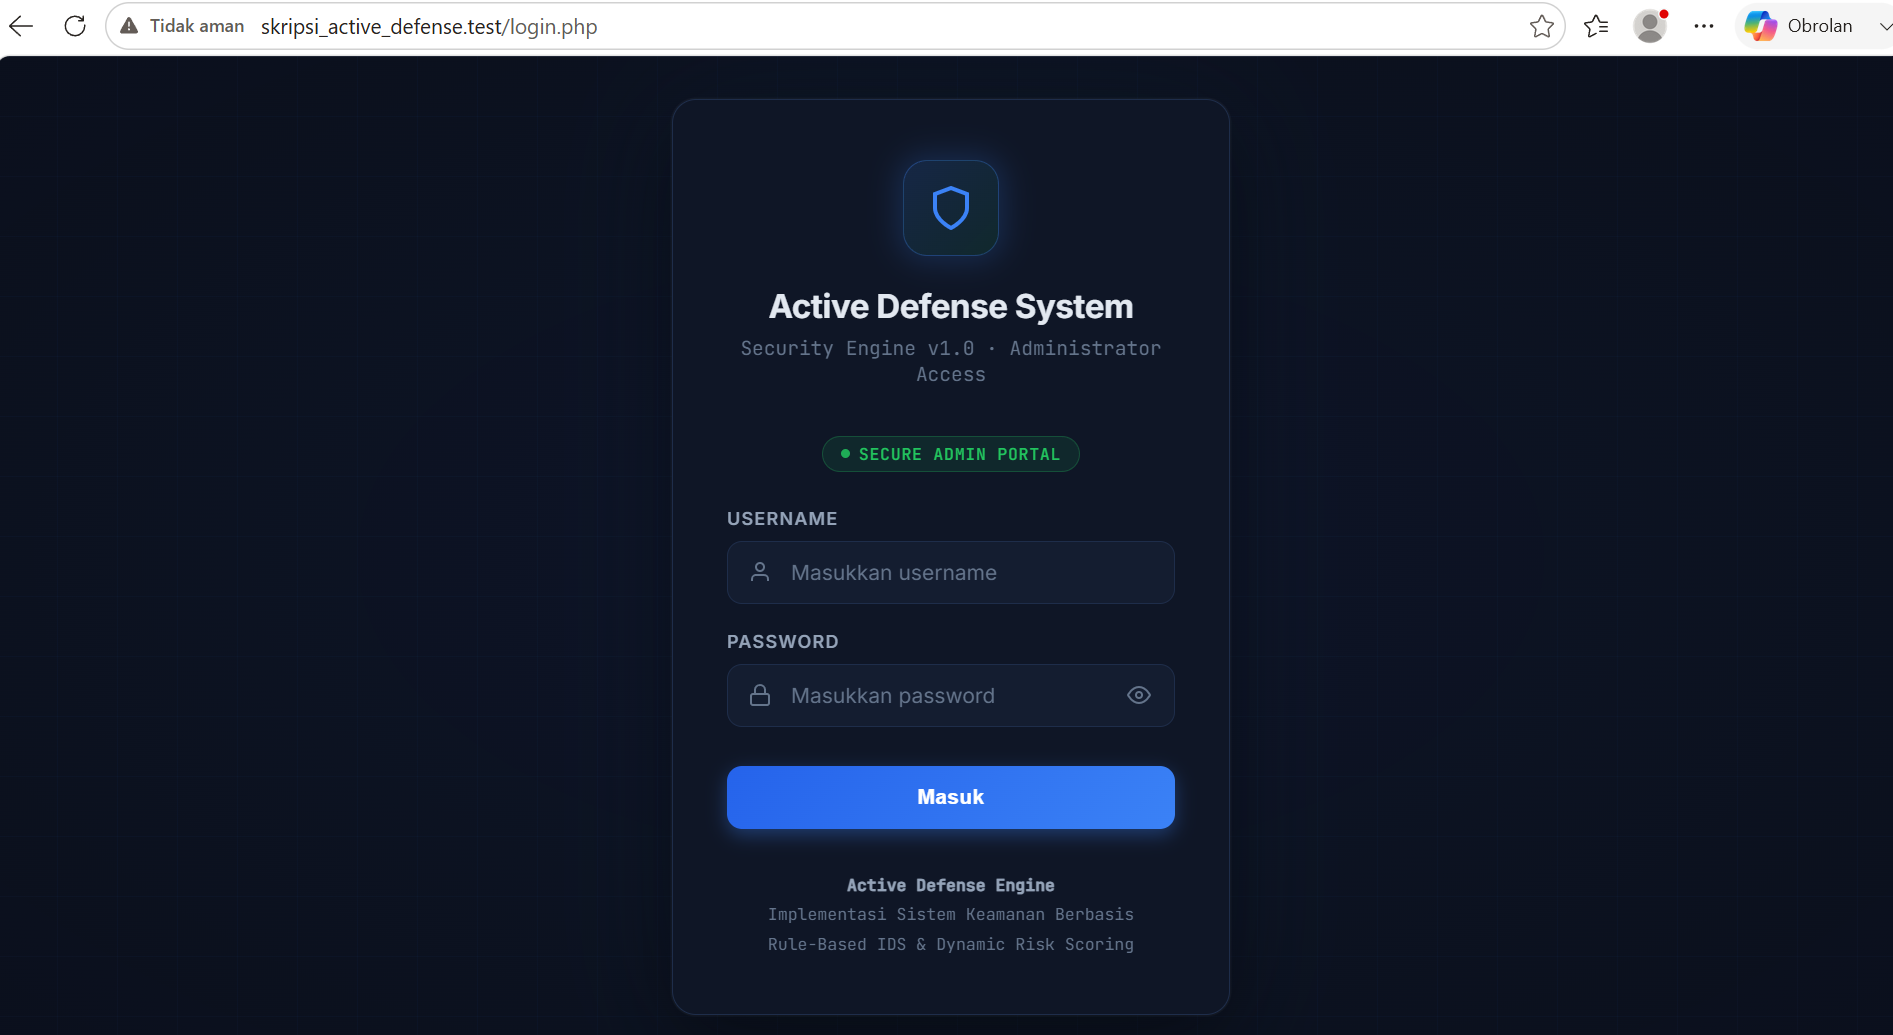 Tidak aman
skripsi_active_defense.test/login.php
Obrolan
Active Defense System
Security Engine v1.0 · Administrator
Access
SECURE ADMIN PORTAL
USERNAME
Masukkan username
PASSWORD
Masukkan password
Masuk
Active Defense Engine
Implementasi Sistem Keamanan Berbasis
Rule-Based IDS & Dynamic Risk Scoring